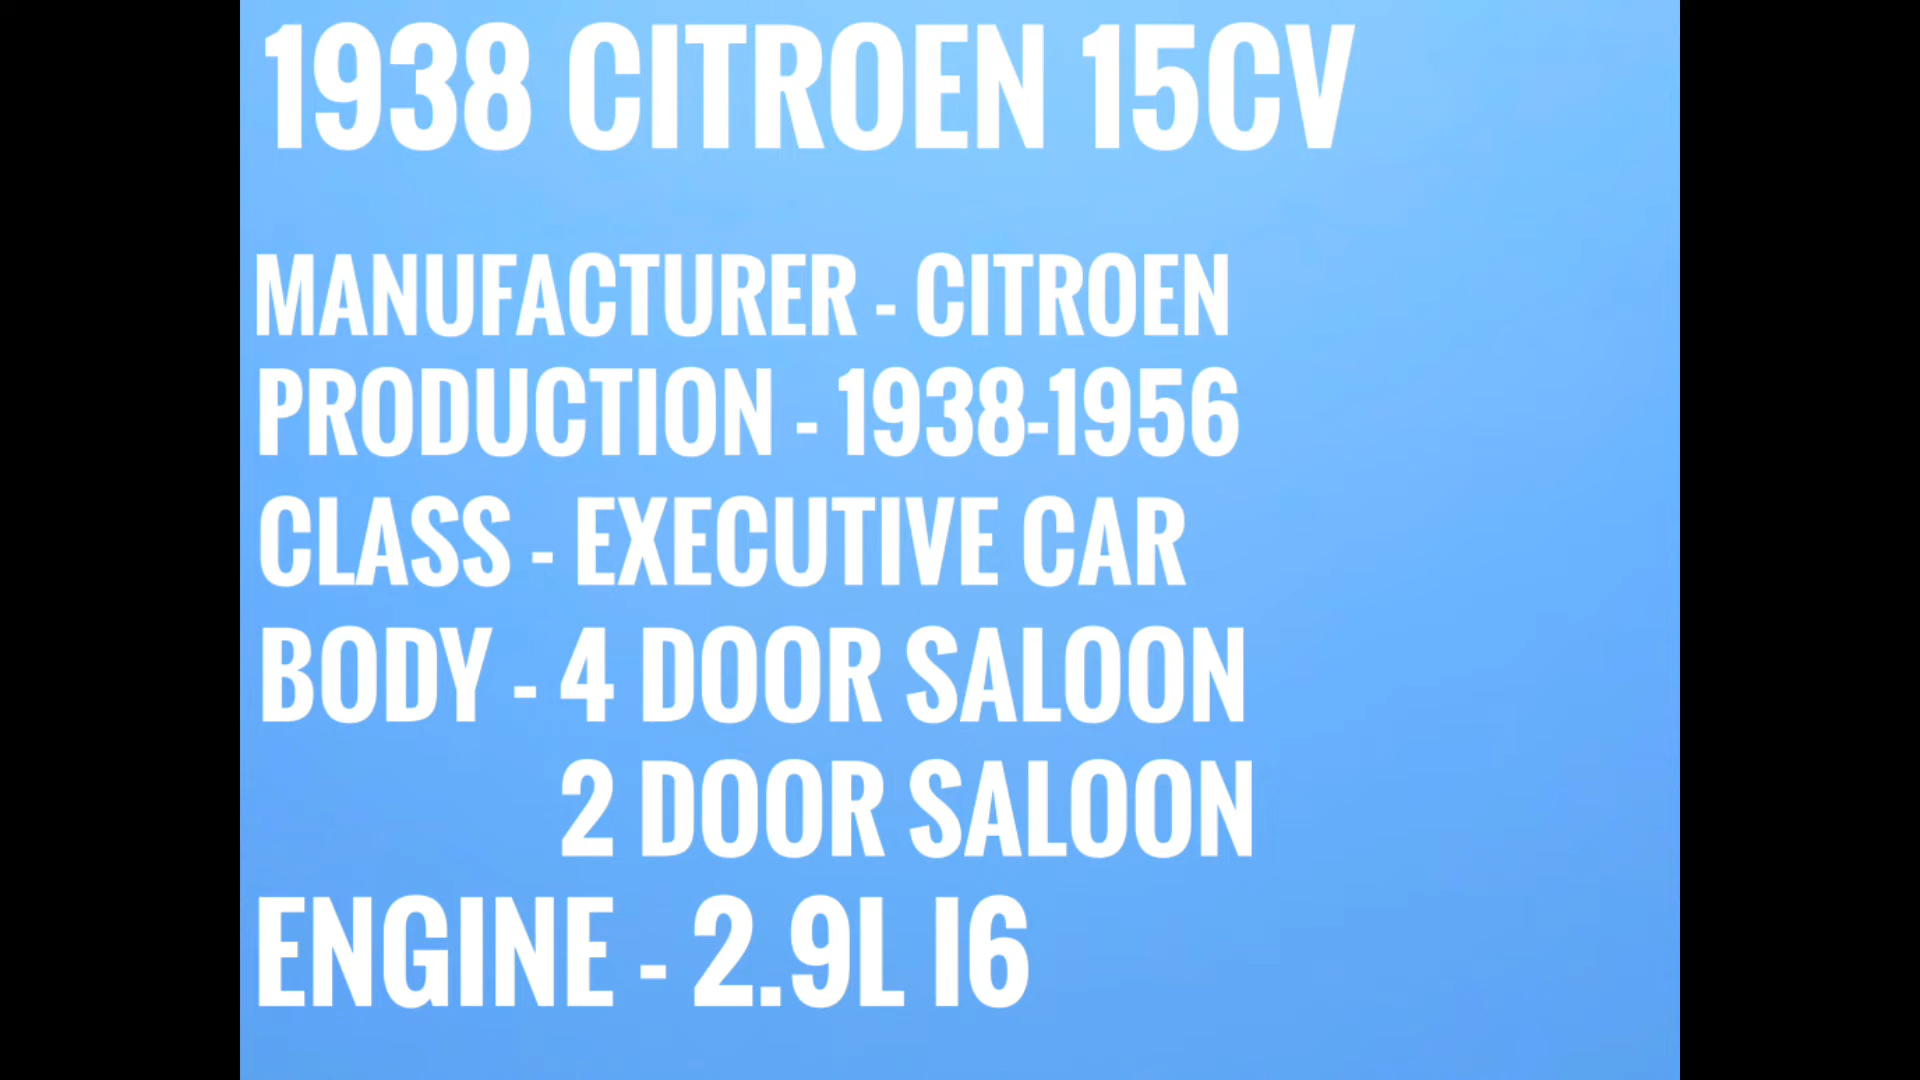 1938 CITROEN 15CV
MANUFACTURER - CITROEN
PRODUCTION - 1938-1956
CLASS - EXECUTIVE CAR
BODY - 4 DOOR SALOON
2 DOOR SALOON
ENGINE - 2.9L I6